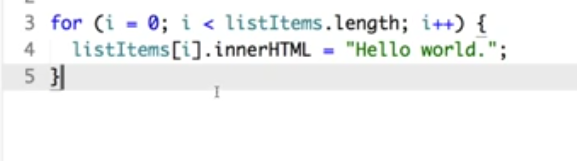 3 for (i = 0; i < listItems.length; i++) {
4 listItems[i].innerHTML = "Hello world.";
5 }